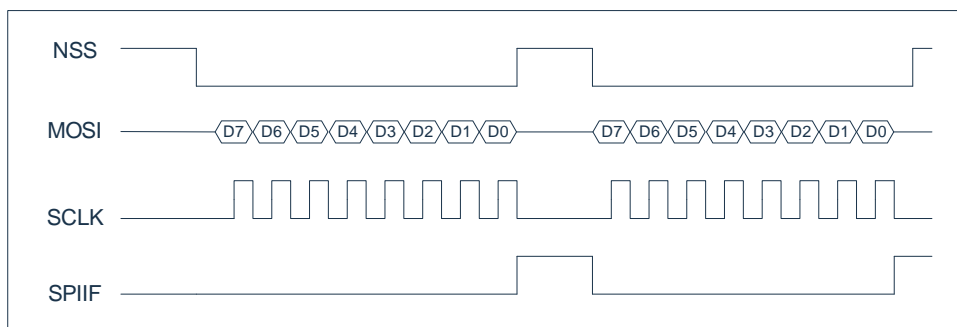 NSS
MOSI D7 D6 D5 D4 D3 D2 D1 D0 D7 D6 D5 D4 D3 D2 D1 D0
SCLK
SPIIF